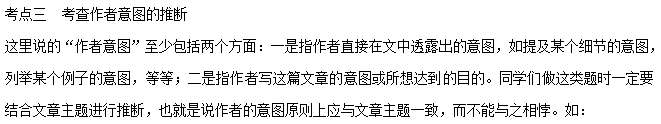 考点三　考查作者意图的推断
这里说的“作者意图”至少包括两个方面：一是指作者直接在文中透露出的意图，如提及某个细节的意图，
列举某个例子的意图，等等；二是指作者写这篇文章的意图或所想达到的目的。同学们做这类题时一定要
结合文章主题进行推断，也就是说作者的意图原则上应与文章主题一致，而不能与之相悖。如：